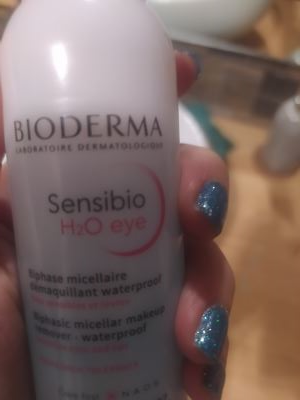 BIODERMA
LABORATOIRE DERMATOLOGIQUE
Sensibio
H₂O eye
Biphase micellaire
démaquillant waterproof
Biphasic micellar makeup
remover - waterproof